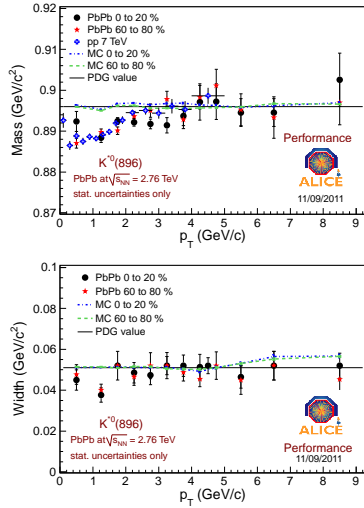 0.92
0.91
0.9
0.89
0.88
0.87
Mass (GeV/c²)
PbPb 0 to 20 %
PbPb 60 to 80 %
pp 7 TeV
MC 0 to 20 %
MC 60 to 80 %
PDG value
K*⁰(896)
PbPb at √sNN = 2.76 TeV
stat. uncertainties only
Performance
ALICE
11/09/2011
0 1 2 3 4 5 6 7 8 9
pT (GeV/c)
0.1
0.08
0.06
0.04
0.02
0
Width (GeV/c²)
PbPb 0 to 20 %
PbPb 60 to 80 %
MC 0 to 20 %
MC 60 to 80 %
PDG value
K*⁰(896)
PbPb at √sNN = 2.76 TeV
stat. uncertainties only
ALICE
Performance
11/09/2011
0 1 2 3 4 5 6 7 8 9
pT (GeV/c)